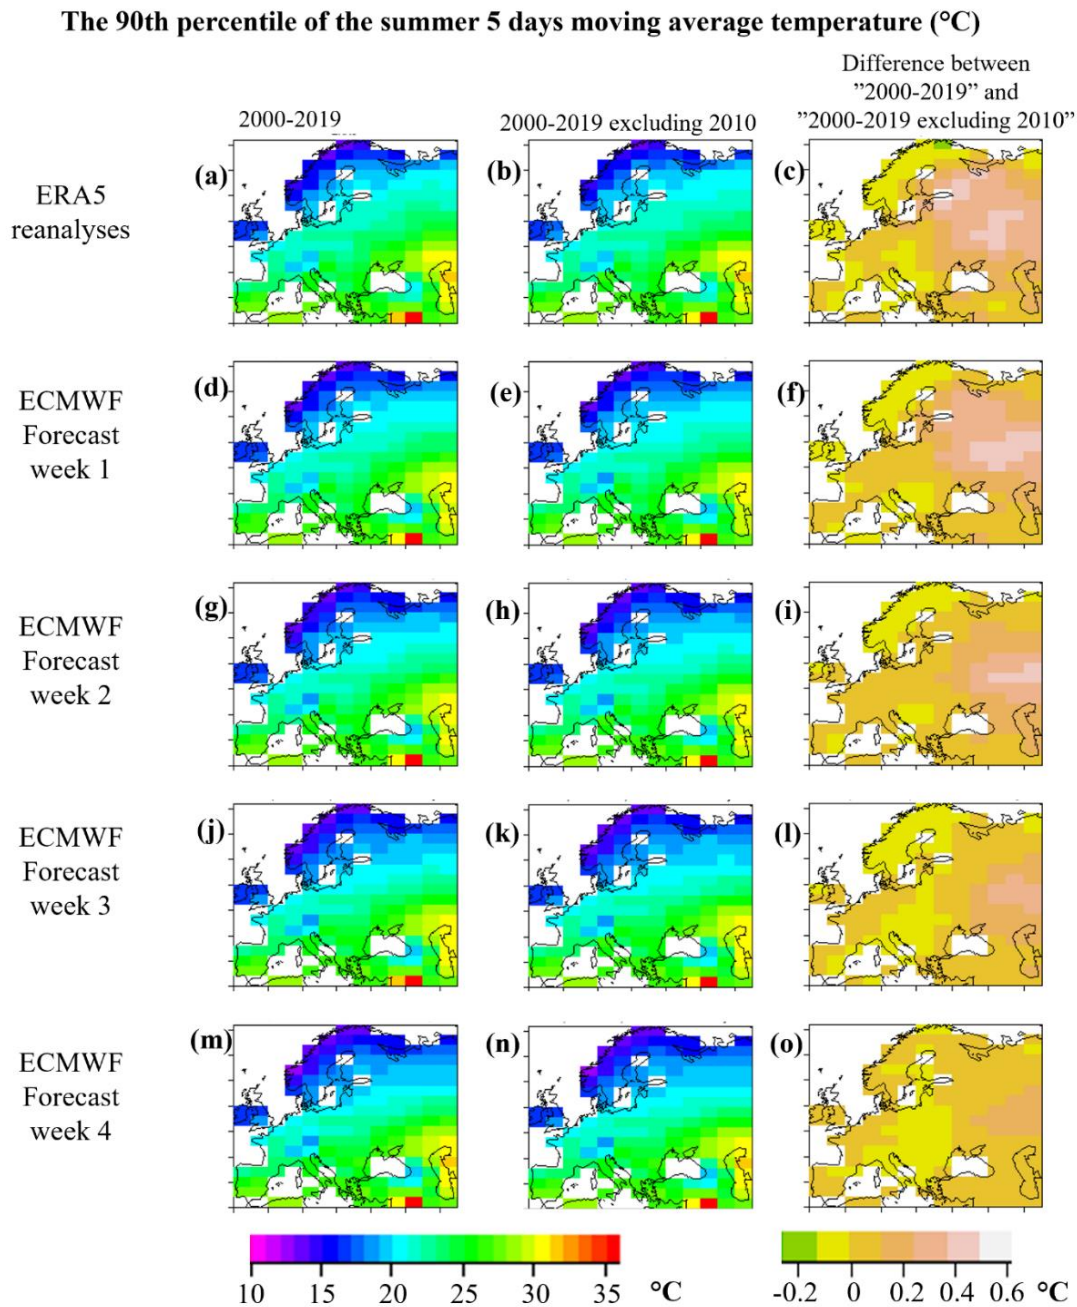 The 90th percentile of the summer 5 days moving average temperature (°C)
2000-2019
2000-2019 excluding 2010
Difference between
”2000-2019” and
”2000-2019 excluding 2010”
ERA5
reanalyses
(a)
(b)
(c)
ECMWF
Forecast
week 1
(d)
(e)
(f)
ECMWF
Forecast
week 2
(g)
(h)
(i)
ECMWF
Forecast
week 3
(j)
(k)
(l)
ECMWF
Forecast
week 4
(m)
(n)
(o)
10 15 20 25 30 35 °C
-0.2 0 0.2 0.4 0.6 °C